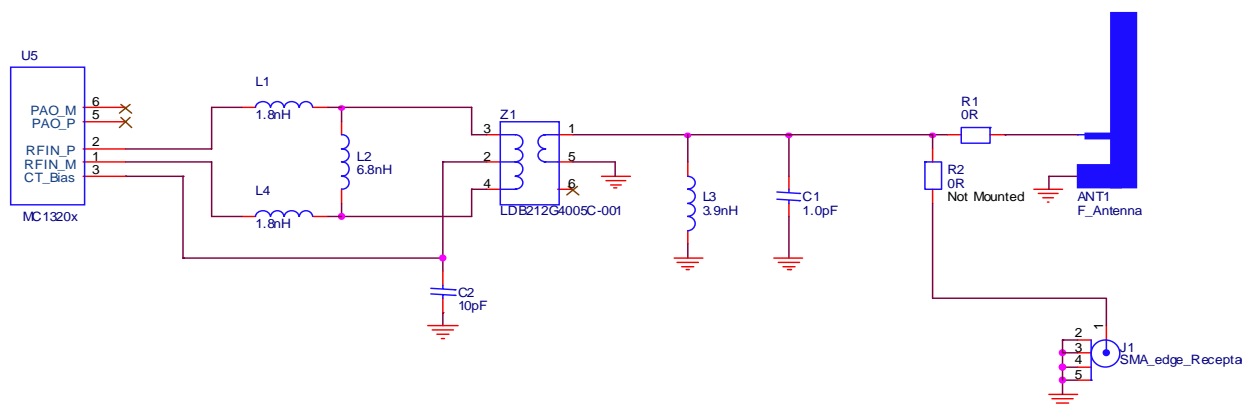 U5
PAO_M 6
PAO_P 5
RFIN_P 2
RFIN_M 1
CT_Bias 3
MC1320x
L1
1.8nH
L2
6.8nH
L4
1.8nH
C2
10pF
Z1
3 1
2 5
4 6
LDB212G4005C-001
L3
3.9nH
C1
1.0pF
R1
0R
R2
0R
Not Mounted
ANT1
F_Antenna
1
2
3
4
5
J1
SMA_edge_Recepta